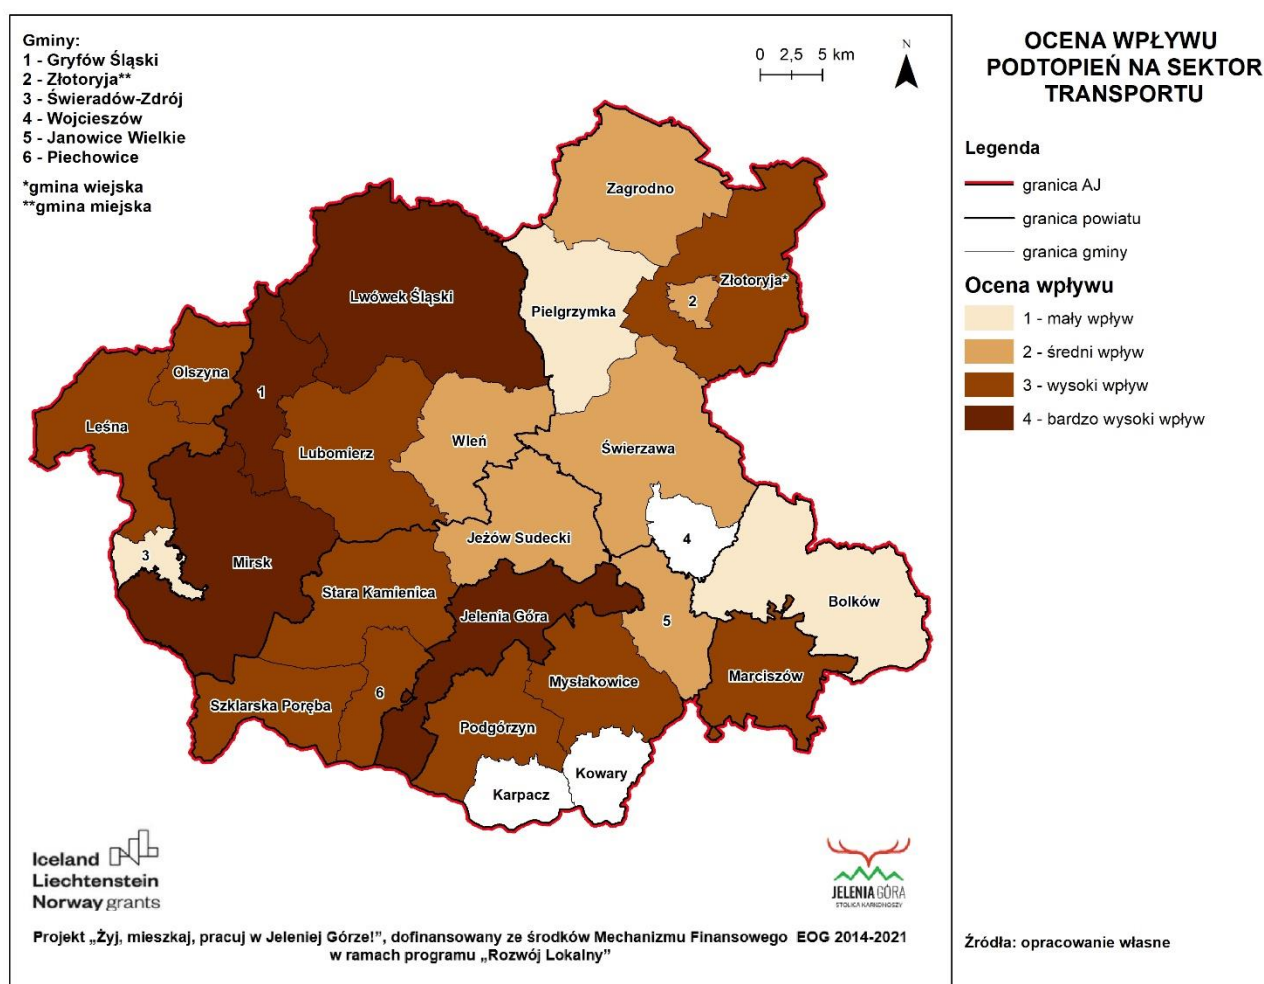 Gminy:
1 - Gryfów Śląski
2 - Złotoryja**
3 - Świeradów-Zdrój
4 - Wojcieszów
5 - Janowice Wielkie
6 - Piechowice
*gmina wiejska
**gmina miejska
0 2,5 5 km
N
OCENA WPŁYWU
PODTOPIEŃ NA SEKTOR
TRANSPORTU
Legenda
granica AJ
granica powiatu
granica gminy
Ocena wpływu
1 - mały wpływ
2 - średni wpływ
3 - wysoki wpływ
4 - bardzo wysoki wpływ
Zagrodno
Złotoryja*
2
Lwówek Śląski
Pielgrzymka
Olszyna
1
Leśna
Lubomierz
Wleń
Świerzawa
4
Jeżów Sudecki
3
Mirsk
Stara Kamienica
Jelenia Góra
5
Bolków
Marciszów
Mysłakowice
6
Szklarska Poręba
Podgórzyn
Kowary
Karpacz
Iceland
Liechtenstein
Norway grants
JELENIA GÓRA
STOLICA KARKONOSZY
Projekt „Żyj, mieszkaj, pracuj w Jeleniej Górze!”, dofinansowany ze środków Mechanizmu Finansowego EOG 2014-2021
w ramach programu „Rozwój Lokalny”
Źródła: opracowanie własne